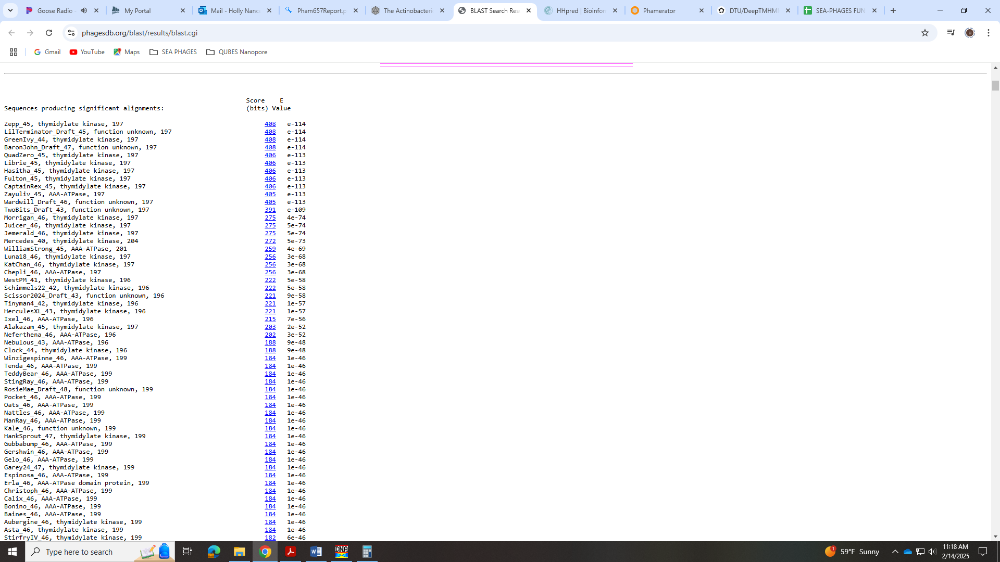 Goose Radio
My Portal
Mail - Holly Nanc
Pham657Report.p
The Actinobacteri
BLAST Search Res
HHpred | Bioinfor
Phamerator
DTU/DeepTMHM
SEA-PHAGES FUN
phagesdb.org/blast/results/blast.cgi
H
Gmail
YouTube
Maps
SEA PHAGES
QUBES Nanopore
Score E
Sequences producing significant alignments: (bits) Value
Zepp_45, thymidylate kinase, 197 408 e-114
LilTerminator_Draft_45, function unknown, 197 408 e-114
GreenIvy_44, thymidylate kinase, 197 408 e-114
BaronJohn_Draft_47, function unknown, 197 408 e-114
QuadZero_45, thymidylate kinase, 197 406 e-113
Librie_45, thymidylate kinase, 197 406 e-113
Hasitha_45, thymidylate kinase, 197 406 e-113
Fulton_45, thymidylate kinase, 197 406 e-113
CaptainRex_45, thymidylate kinase, 197 406 e-113
Zayuliv_45, AAA-ATPase, 197 405 e-113
Wardwill_Draft_46, function unknown, 197 405 e-113
TwoBits_Draft_43, function unknown, 197 391 e-109
Morrigan_46, thymidylate kinase, 197 275 4e-74
Juicer_46, thymidylate kinase, 197 275 5e-74
Jemerald_46, thymidylate kinase, 197 275 5e-74
Mercedes_40, thymidylate kinase, 204 272 5e-73
WilliamStrong_45, AAA-ATPase, 201 259 4e-69
Luna18_46, thymidylate kinase, 197 256 3e-68
KatChan_46, thymidylate kinase, 197 256 3e-68
Chepli_46, AAA-ATPase, 197 256 3e-68
WestPM_41, thymidylate kinase, 196 222 5e-58
Schimmels22_42, thymidylate kinase, 196 222 5e-58
Scissor2024_Draft_43, function unknown, 196 221 9e-58
Tinyman4_42, thymidylate kinase, 196 221 1e-57
HerculesXL_43, thymidylate kinase, 196 221 1e-57
Ixel_46, AAA-ATPase, 196 215 7e-56
Alakazam_45, thymidylate kinase, 197 203 2e-52
Neferthena_46, AAA-ATPase, 196 202 3e-52
Nebulous_43, AAA-ATPase, 196 188 9e-48
Clock_44, thymidylate kinase, 196 188 9e-48
Winzigespinne_46, AAA-ATPase, 199 184 1e-46
Tenda_46, AAA-ATPase, 199 184 1e-46
TeddyBear_46, AAA-ATPase, 199 184 1e-46
StingRay_46, AAA-ATPase, 199 184 1e-46
RosieMae_Draft_48, function unknown, 199 184 1e-46
Pocket_46, AAA-ATPase, 199 184 1e-46
Oats_46, AAA-ATPase, 199 184 1e-46
Nattles_46, AAA-ATPase, 199 184 1e-46
ManRay_46, AAA-ATPase, 199 184 1e-46
Kale_46, function unknown, 199 184 1e-46
HankSprout_47, thymidylate kinase, 199 184 1e-46
Gubbabump_46, AAA-ATPase, 199 184 1e-46
Gershwin_46, AAA-ATPase, 199 184 1e-46
Gelo_46, AAA-ATPase, 199 184 1e-46
Garey24_47, thymidylate kinase, 199 184 1e-46
Espinosa_46, AAA-ATPase, 199 184 1e-46
Erla_46, AAA-ATPase domain protein, 199 184 1e-46
Christoph_46, AAA-ATPase, 199 184 1e-46
Calix_46, AAA-ATPase, 199 184 1e-46
Bonino_46, AAA-ATPase, 199 184 1e-46
Baines_46, AAA-ATPase, 199 184 1e-46
Aubergine_46, thymidylate kinase, 199 184 1e-46
Asta_46, thymidylate kinase, 199 184 1e-46
StirfryIV_46, thymidylate kinase, 199 182 6e-46
Type here to search
DNA
1
59°F Sunny
11:18 AM
2/14/2025